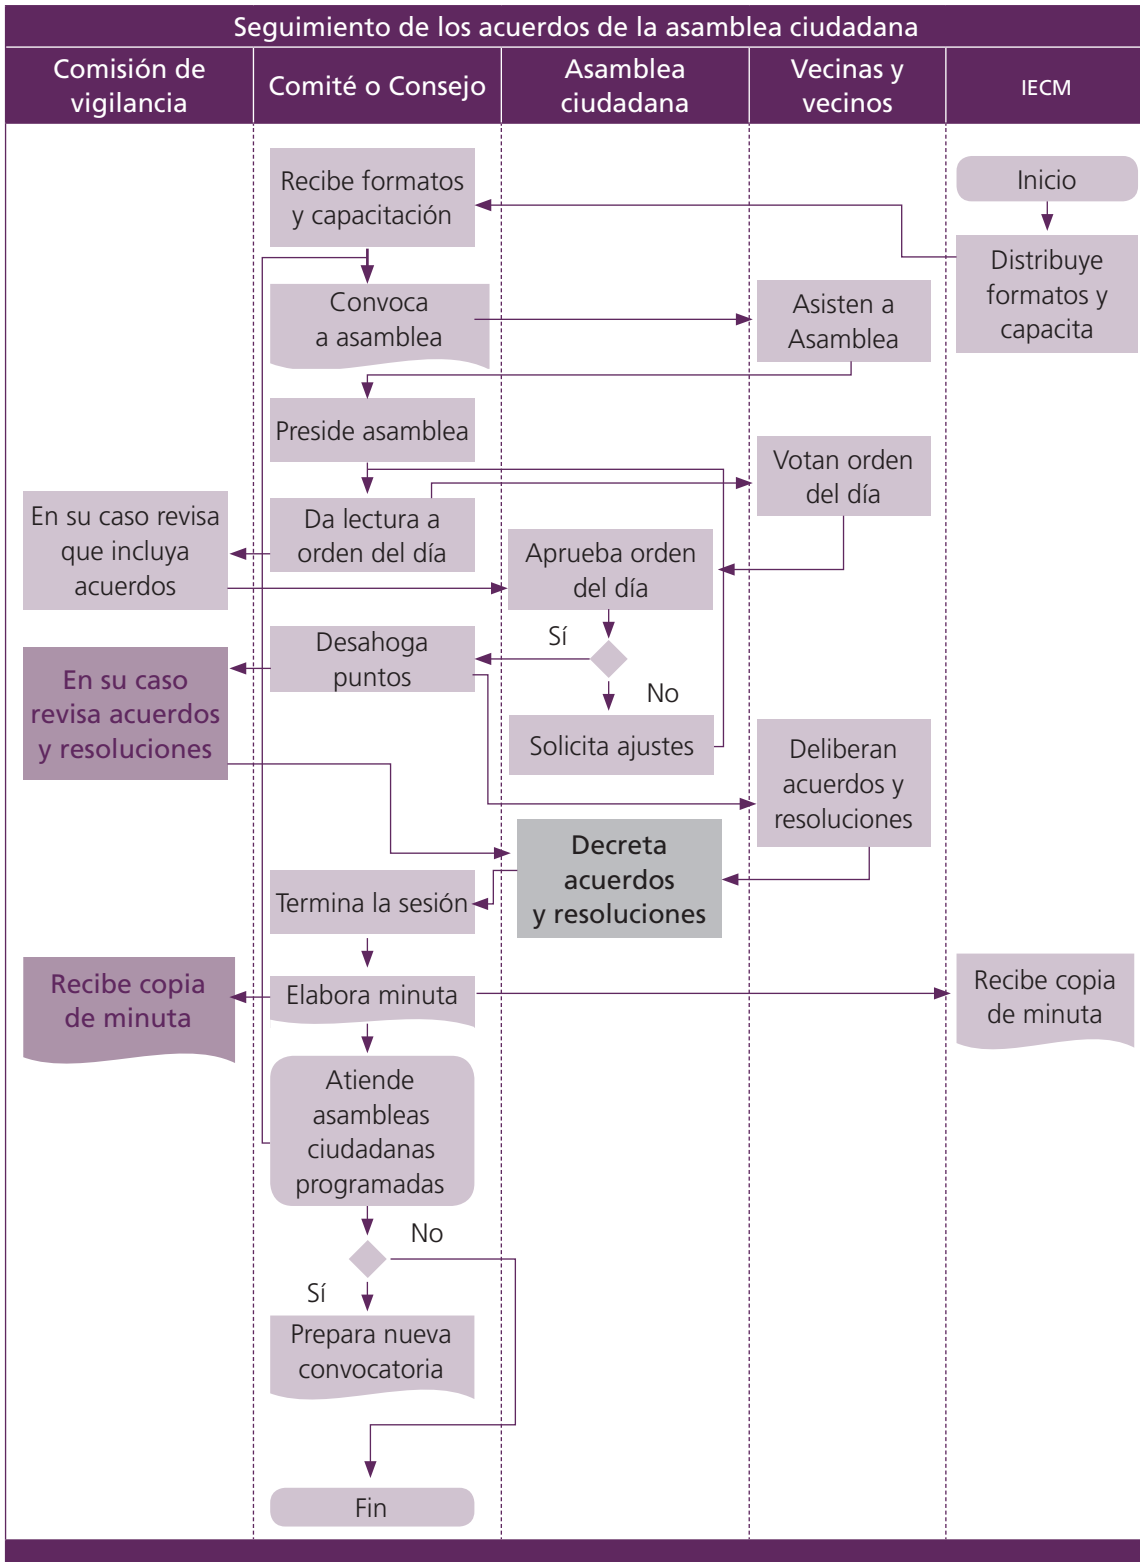 Seguimiento de los acuerdos de la asamblea ciudadana
Comisión de
vigilancia
Comité o Consejo
Asamblea
ciudadana
Vecinas y
vecinos
IECM
Inicio
Recibe formatos
y capacitación
Distribuye
formatos y
capacita
Convoca
a asamblea
Asisten a
Asamblea
Preside asamblea
Votan orden
del día
Da lectura a
orden del día
En su caso revisa
que incluya
acuerdos
Aprueba orden
del día
Sí
No
Desahoga
puntos
En su caso
revisa acuerdos
y resoluciones
Solicita ajustes
Deliberan
acuerdos y
resoluciones
Decreta
acuerdos
y resoluciones
Termina la sesión
Elabora minuta
Recibe copia
de minuta
Recibe copia
de minuta
Atiende
asambleas
ciudadanas
programadas
No
Sí
Prepara nueva
convocatoria
Fin